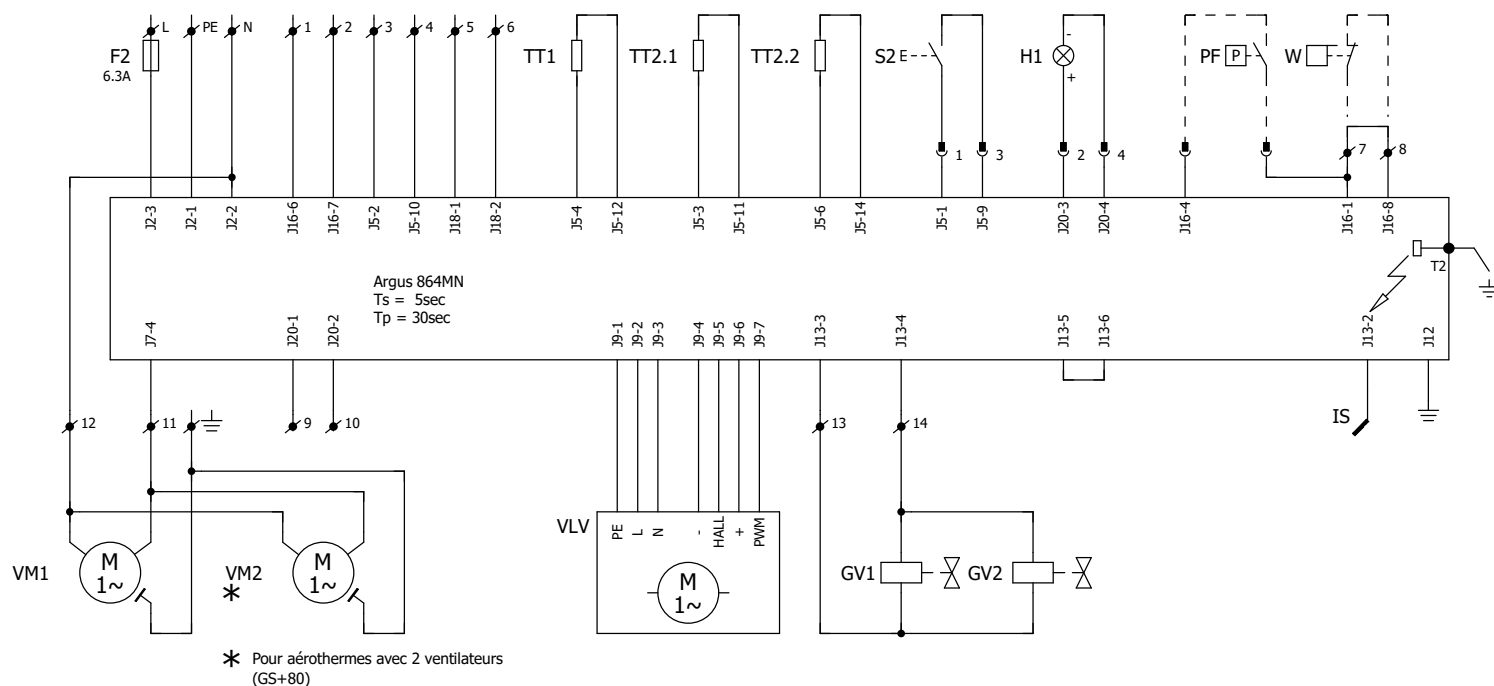 L PE N 1 2 3 4 5 6
F2
6.3A
TT1 TT2.1 TT2.2 S2 E H1 - + PF P W
1 3 2 4 7 8
J2-3 J2-1 J2-2 J16-6 J16-7 J5-2 J5-10 J18-1 J18-2 J5-4 J5-12 J5-3 J5-11 J5-6 J5-14 J5-1 J5-9 J20-3 J20-4 J16-4 J16-1 J16-8
T2
Argus 864MN
Ts = 5sec
Tp = 30sec
J7-4 J20-1 J20-2 J9-1 J9-2 J9-3 J9-4 J9-5 J9-6 J9-7 J13-3 J13-4 J13-5 J13-6 J13-2 J12
12 11 9 10 13 14 IS
VLV PE L N - HALL + PWM
VM1 M 1~ VM2 M 1~ M 1~ GV1 GV2
*
* Pour aérothermes avec 2 ventilateurs
(GS+80)